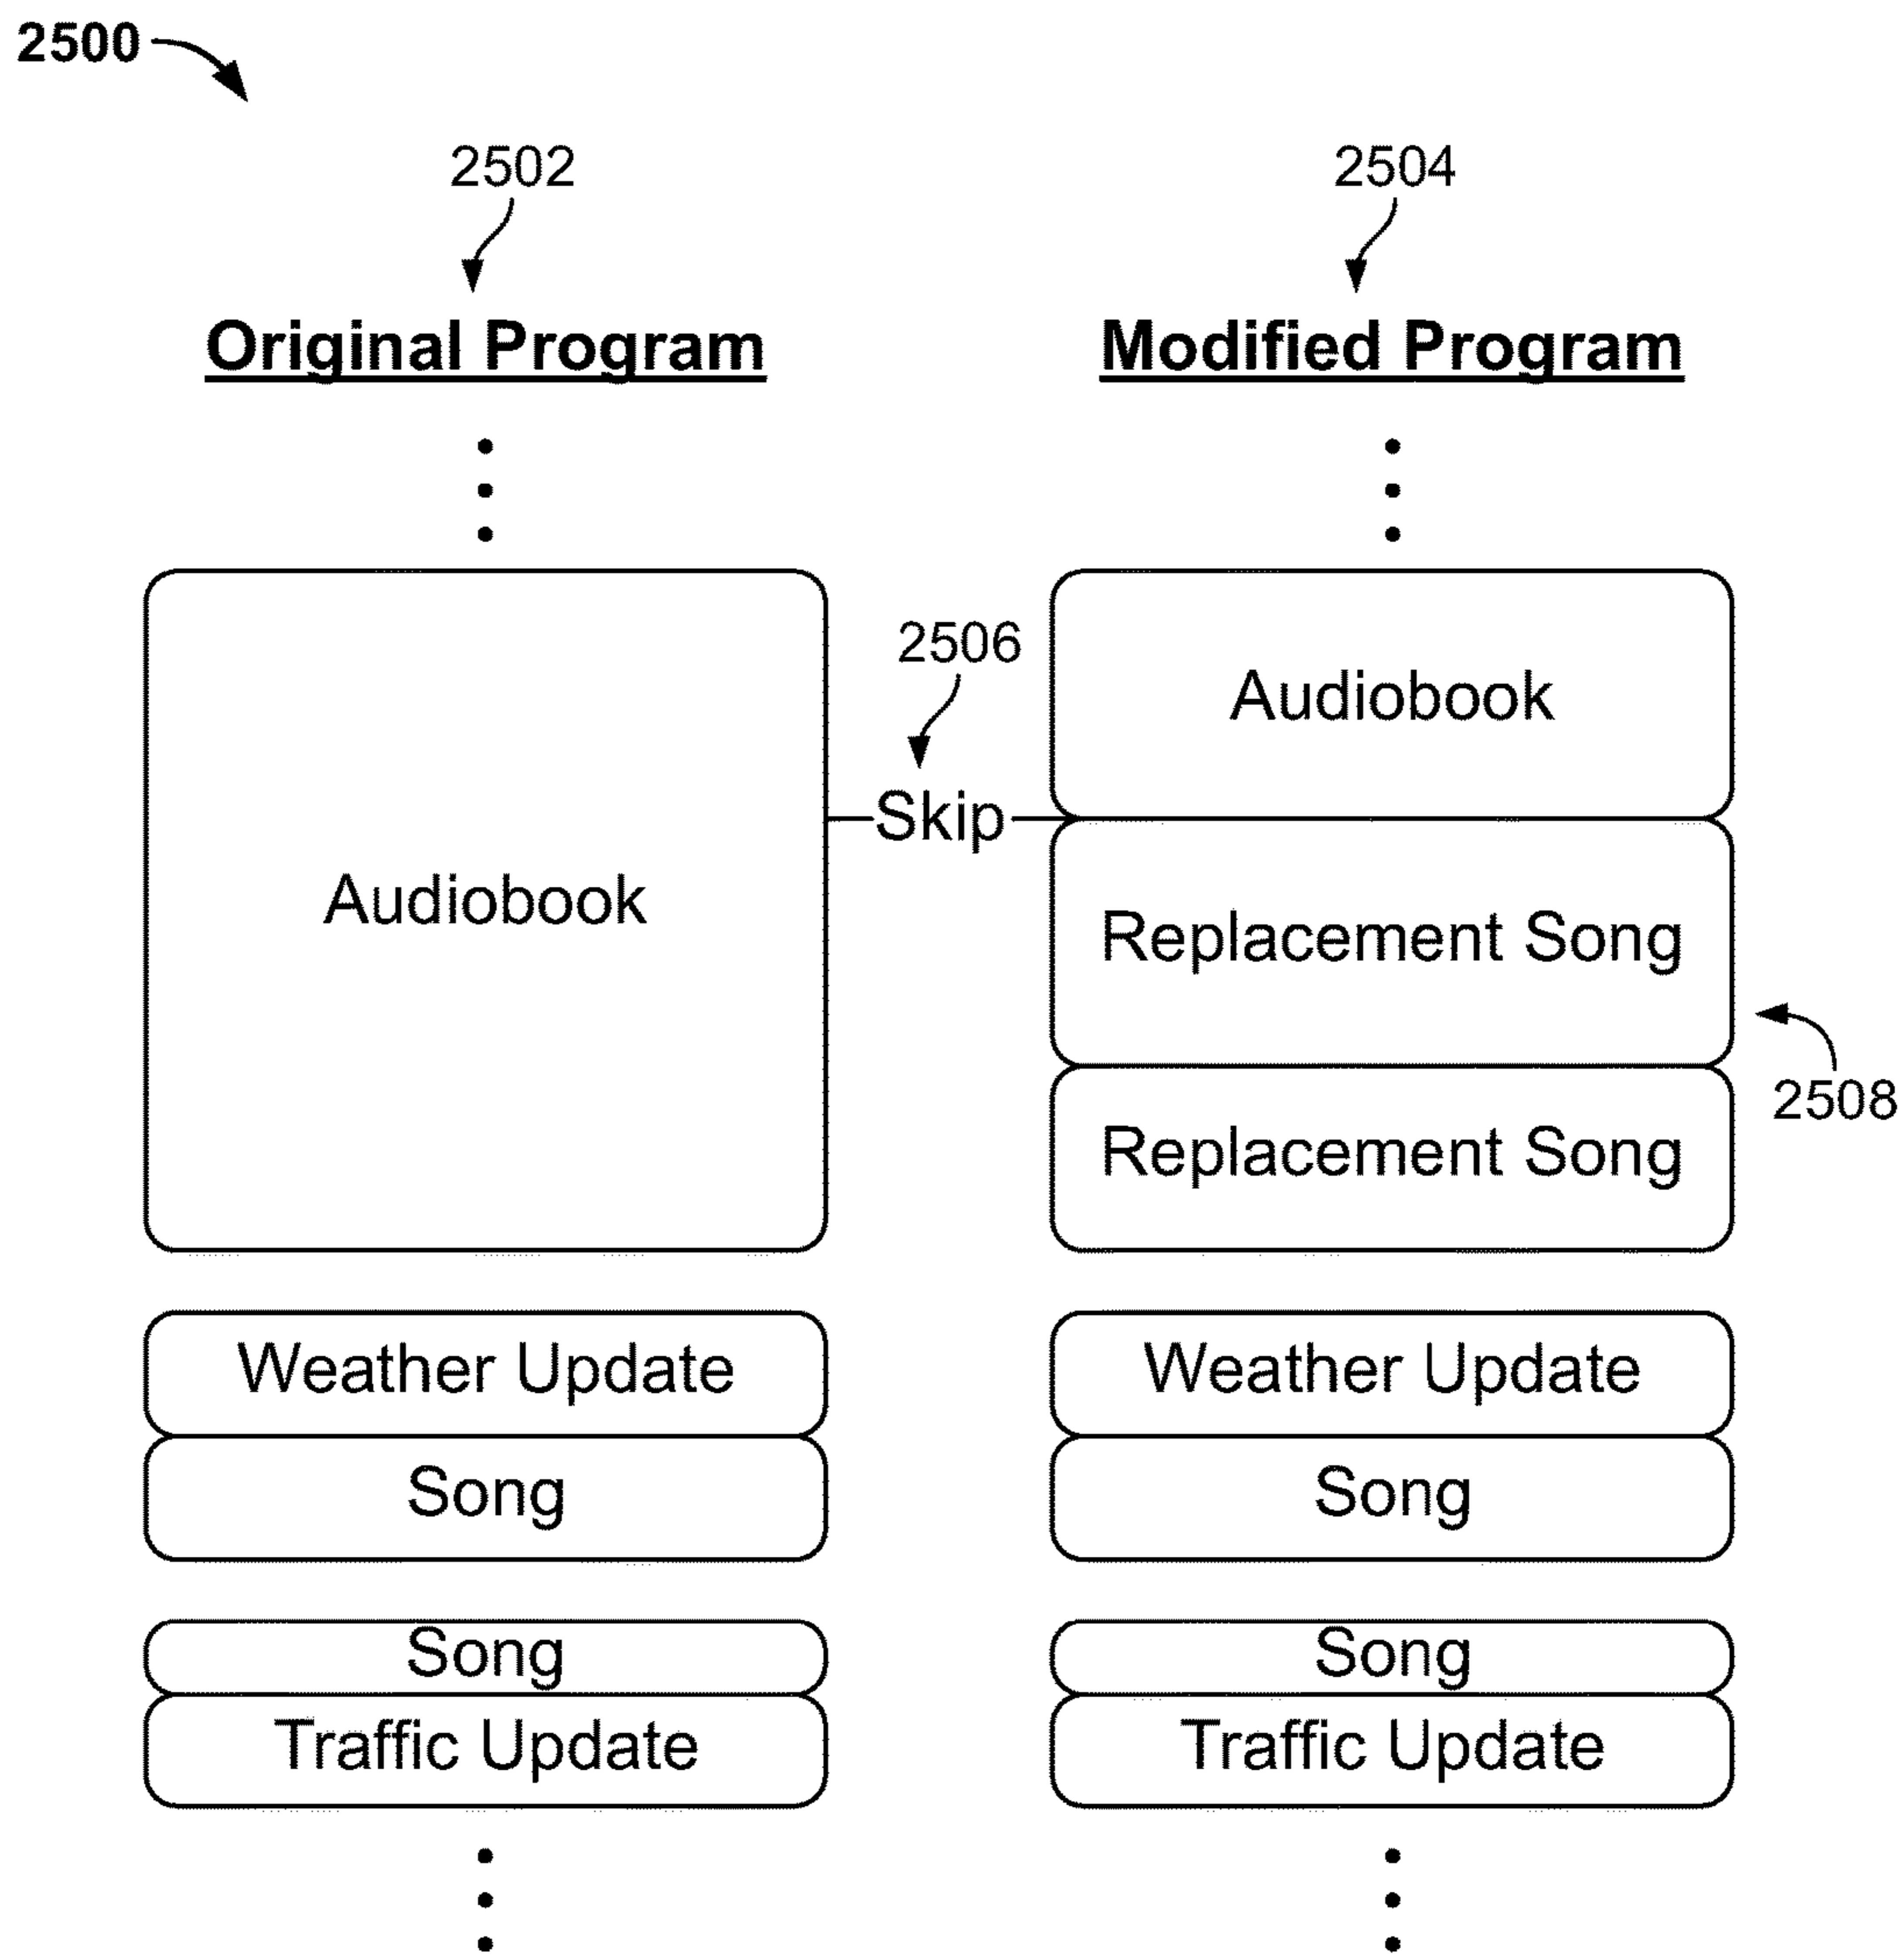 2500
2502
2504
Original Program
Modified Program
2506
Audiobook
Skip
Audiobook
Replacement Song
2508
Replacement Song
Weather Update
Weather Update
Song
Song
Song
Song
Traffic Update
Traffic Update